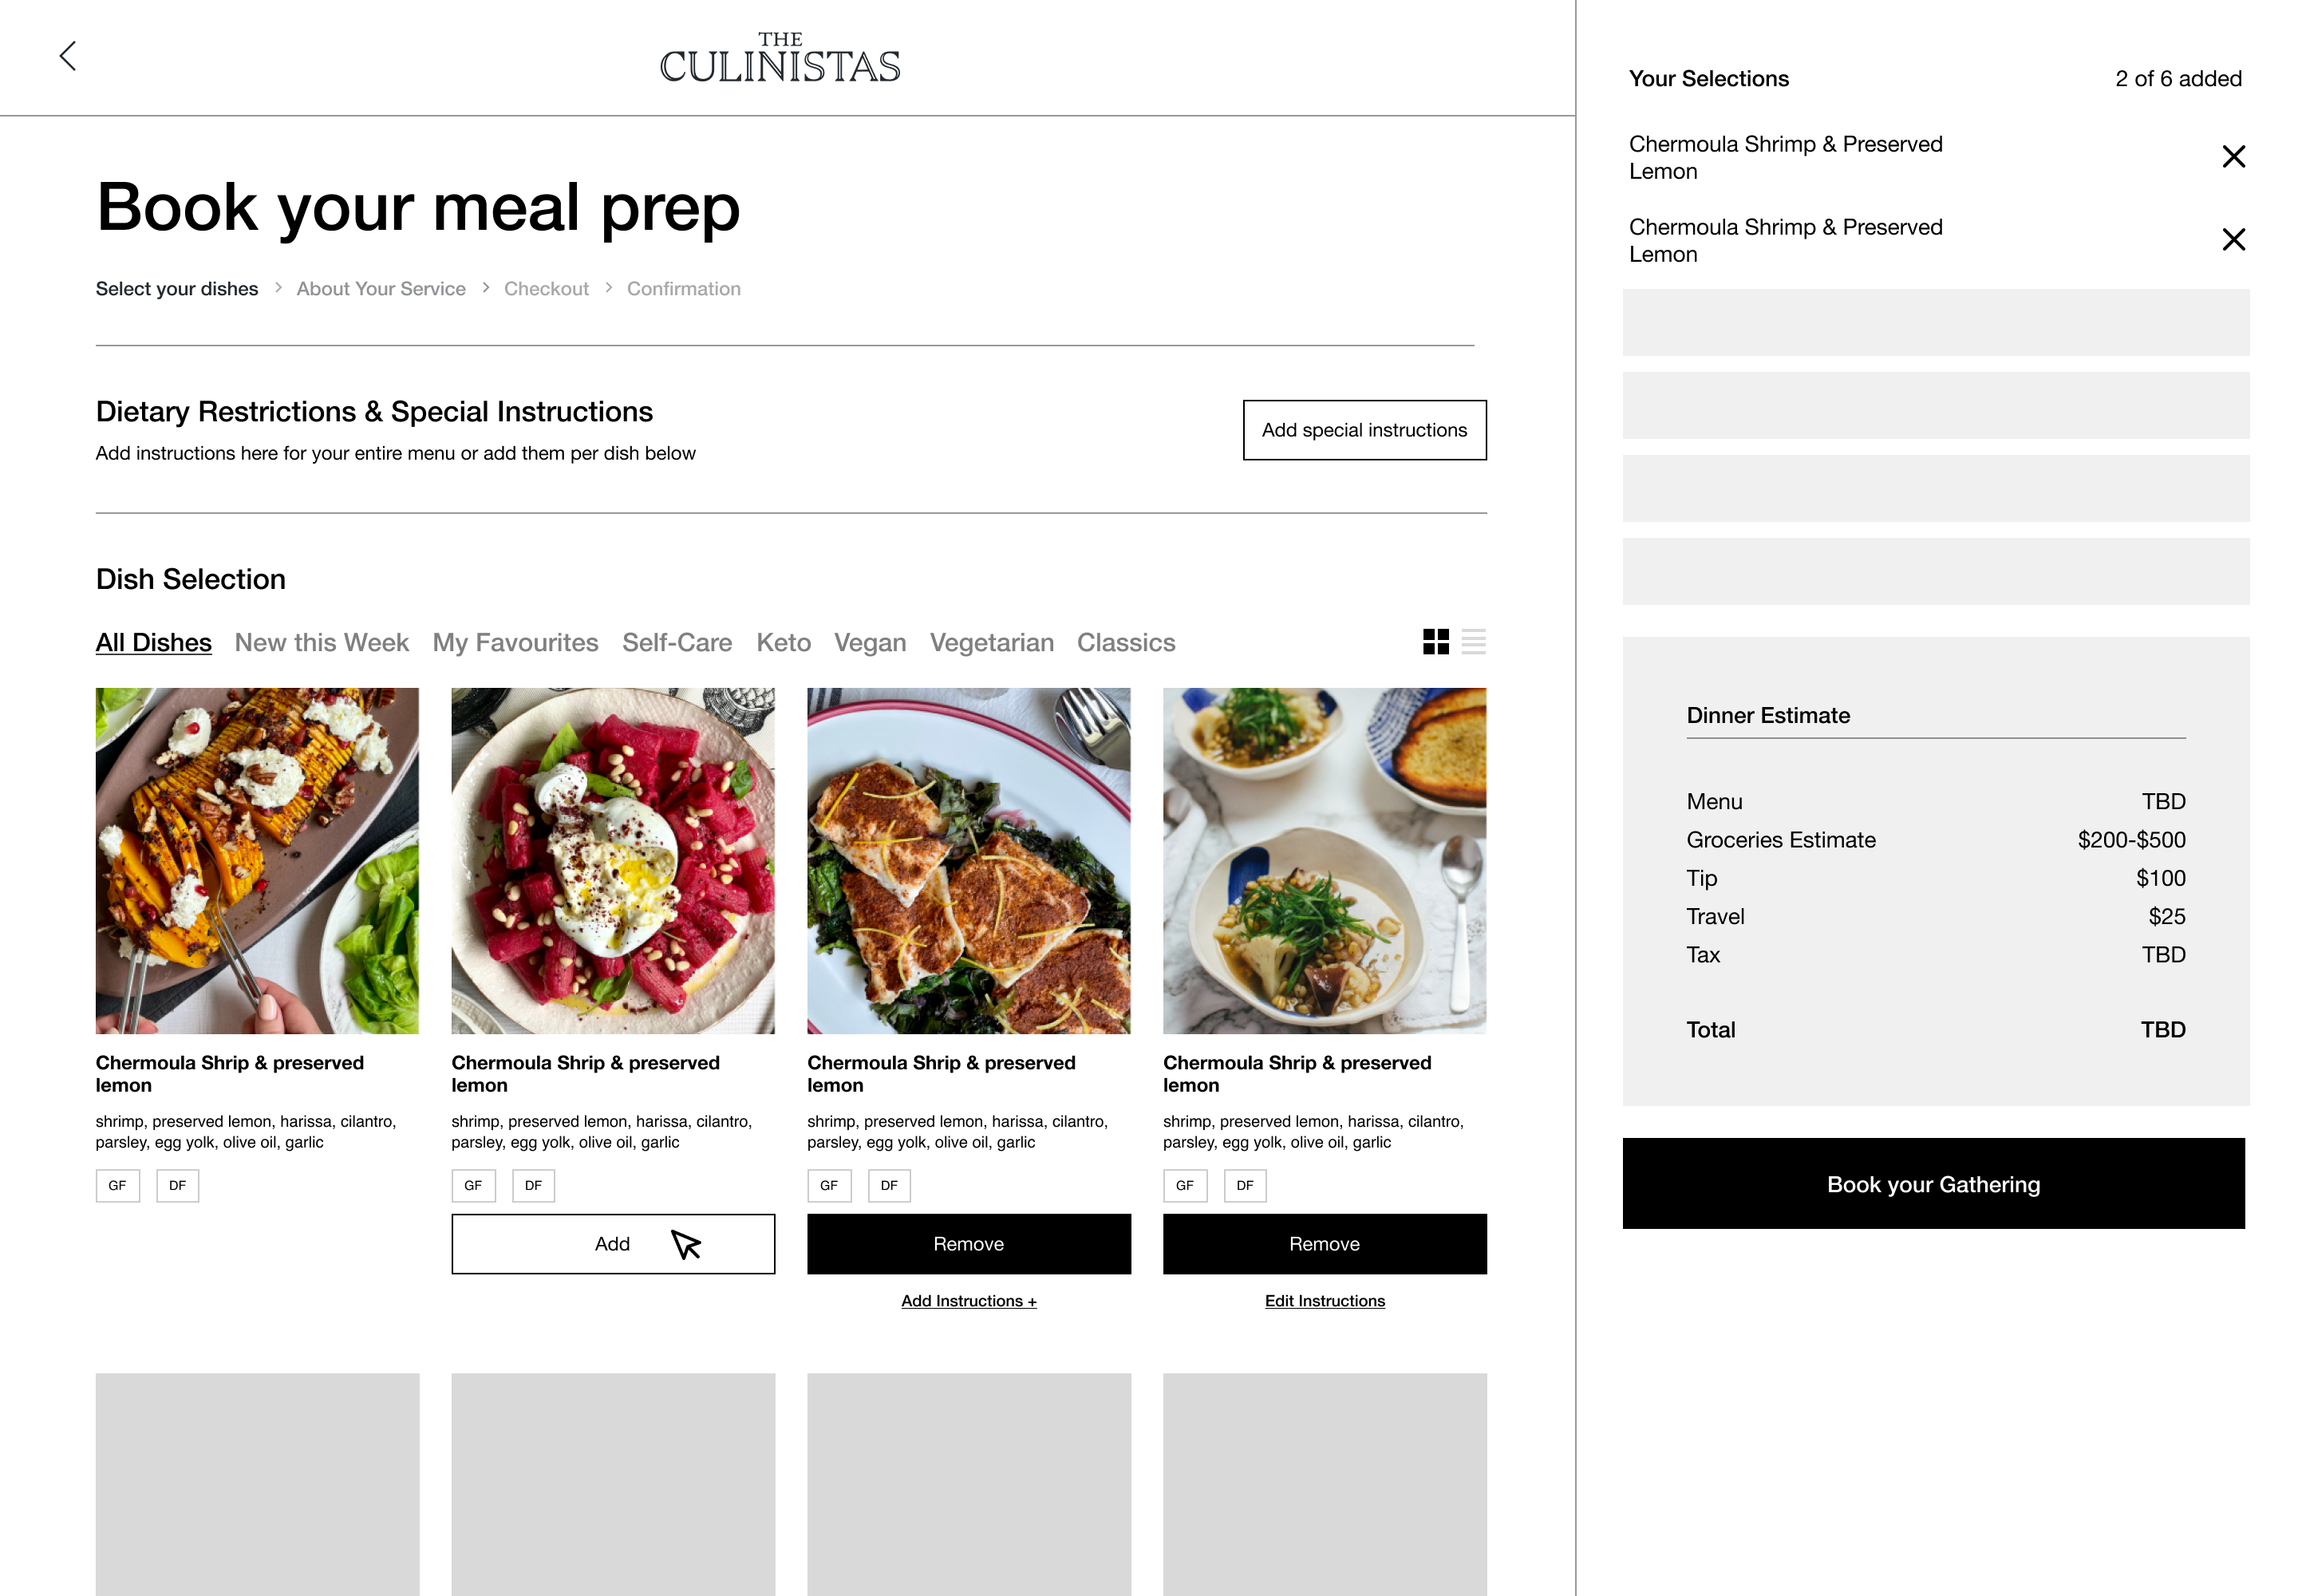 THE
CULINISTAS
Book your meal prep
Select your dishes > About Your Service > Checkout > Confirmation
Dietary Restrictions & Special Instructions
Add instructions here for your entire menu or add them per dish below
Add special instructions
Dish Selection
All Dishes New this Week My Favourites Self-Care Keto Vegan Vegetarian Classics
Chermoula Shrip & preserved
lemon
shrimp, preserved lemon, harissa, cilantro,
parsley, egg yolk, olive oil, garlic
GF DF
Chermoula Shrip & preserved
lemon
shrimp, preserved lemon, harissa, cilantro,
parsley, egg yolk, olive oil, garlic
GF DF
Add
Chermoula Shrip & preserved
lemon
shrimp, preserved lemon, harissa, cilantro,
parsley, egg yolk, olive oil, garlic
GF DF
Remove
Add Instructions +
Chermoula Shrip & preserved
lemon
shrimp, preserved lemon, harissa, cilantro,
parsley, egg yolk, olive oil, garlic
GF DF
Remove
Edit Instructions
Your Selections 2 of 6 added
Chermoula Shrimp & Preserved
Lemon
Chermoula Shrimp & Preserved
Lemon
Dinner Estimate
Menu TBD
Groceries Estimate $200-$500
Tip $100
Travel $25
Tax TBD
Total TBD
Book your Gathering